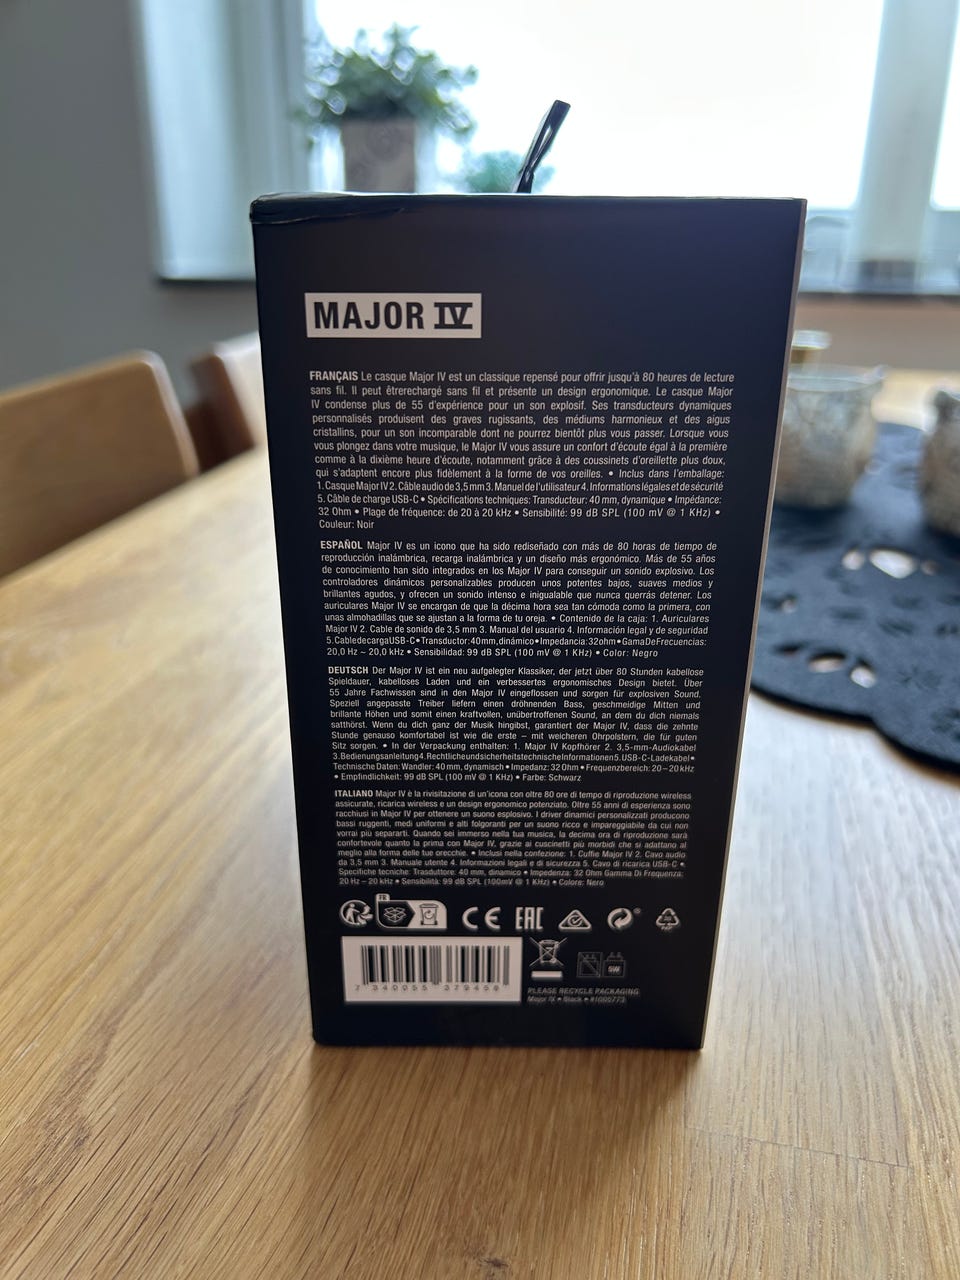 MAJOR IV
FRANÇAIS Le casque Major IV est un classique repensé pour offrir jusqu'à 80 heures de lecture
sans fil. Il peut êtrerechargé sans fil et présente un design ergonomique. Le casque Major
IV condense plus de 55 d'expérience pour un son explosif. Ses transducteurs dynamiques
personnalisés produisent des graves rugissants, des médiums harmonieux et des aigus
cristallins, pour un son incomparable dont ne pourrez bientôt plus vous passer. Lorsque vous
vous plongez dans votre musique, le Major IV vous assure un confort d'écoute égal à la première
comme à la dixième heure d'écoute, notamment grâce à des coussinets d'oreillette plus doux,
qui s'adaptent encore plus fidèlement à la forme de vos oreilles. • Inclus dans l'emballage:
1. Casque Major IV 2. Câble audio de 3,5 mm 3. Manuel de l'utilisateur 4. Informations légales et de sécurité
5. Câble de charge USB-C • Spécifications techniques: Transducteur: 40 mm, dynamique • Impédance:
32 Ohm • Plage de fréquence: de 20 à 20 kHz • Sensibilité: 99 dB SPL (100 mV @ 1 KHz) •
Couleur: Noir
ESPAÑOL Major IV es un icono que ha sido rediseñado con más de 80 horas de tiempo de
reproducción inalámbrica, recarga inalámbrica y un diseño más ergonómico. Más de 55 años
de conocimiento han sido integrados en los Major IV para conseguir un sonido explosivo. Los
controladores dinámicos personalizables producen unos potentes bajos, suaves medios y
brillantes agudos, y ofrecen un sonido intenso e inigualable que nunca querrás detener. Los
auriculares Major IV se encargan de que la décima hora sea tan cómoda como la primera, con
unas almohadillas que se ajustan a la forma de tu oreja. • Contenido de la caja: 1. Auriculares
Major IV 2. Cable de sonido de 3,5 mm 3. Manual del usuario 4. Información legal y de seguridad
5. Cable de carga USB-C • Transductor: 40 mm, dinámico • Impedancia: 32 ohm • Gama De Frecuencias:
20,0 Hz ~ 20,0 kHz • Sensibilidad: 99 dB SPL (100 mV @ 1 KHz) • Color: Negro
DEUTSCH Der Major IV ist ein neu aufgelegter Klassiker, der jetzt über 80 Stunden kabellose
Spieldauer, kabelloses Laden und ein verbessertes ergonomisches Design bietet. Über
55 Jahre Fachwissen sind in den Major IV eingeflossen und sorgen für explosiven Sound.
Speziell angepasste Treiber liefern einen dröhnenden Bass, geschmeidige Mitten und
brillante Höhen und somit einen kraftvollen, unübertroffenen Sound, an dem du dich niemals
satthörst. Wenn du dich ganz der Musik hingibst, garantiert der Major IV, dass die zehnte
Stunde genauso komfortabel ist wie die erste – mit weicheren Ohrpolstern, die für guten
Sitz sorgen. • In der Verpackung enthalten: 1. Major IV Kopfhörer 2. 3,5-mm-Audiokabel
3. Bedienungsanleitung 4. Rechtliche und sicherheitstechnische Informationen 5. USB-C-Ladekabel •
Technische Daten: Wandler: 40 mm, dynamisch • Impedanz: 32 Ohm • Frequenzbereich: 20 – 20 kHz
• Empfindlichkeit: 99 dB SPL (100 mV @ 1 KHz) • Farbe: Schwarz
ITALIANO Major IV è la rivisitazione di un'icona con oltre 80 ore di tempo di riproduzione wireless
assicurate, ricarica wireless e un design ergonomico potenziato. Oltre 55 anni di esperienza sono
racchiusi in Major IV per ottenere un suono esplosivo. I driver dinamici personalizzati producono
bassi ruggenti, medi uniformi e alti folgoranti per un suono ricco e impareggiabile da cui non
vorrai più separarti. Quando sei immerso nella tua musica, la decima ora di riproduzione sarà
confortevole quanto la prima con Major IV, grazie ai cuscinetti più morbidi che si adattano al
meglio alla forma delle tue orecchie. • Inclusi nella confezione: 1. Cuffie Major IV 2. Cavo audio
da 3,5 mm 3. Manuale utente 4. Informazioni legali e di sicurezza 5. Cavo di ricarica USB-C •
Specifiche tecniche: Trasduttore: 40 mm, dinamico • Impedenza: 32 Ohm Gamma Di Frequenza:
20 Hz – 20 kHz • Sensibilità: 99 dB SPL (100mV @ 1 KHz) • Colore: Nero
FR
CE EAC
5W
7 340055 379458
PLEASE RECYCLE PACKAGING
Major IV • Black • #1005773